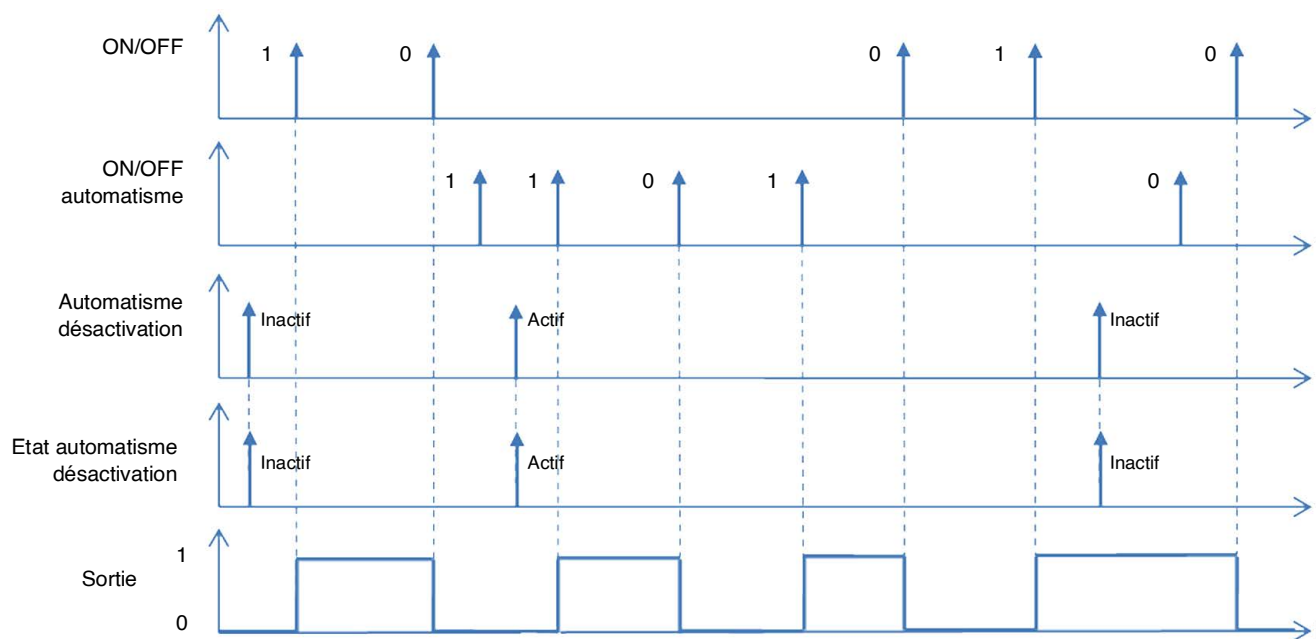 ON/OFF
1 0 0 1 0
ON/OFF
automatisme
1 1 0 1 0
Automatisme
désactivation
Inactif Actif Inactif
Etat automatisme
désactivation
Inactif Actif Inactif
1
Sortie
0